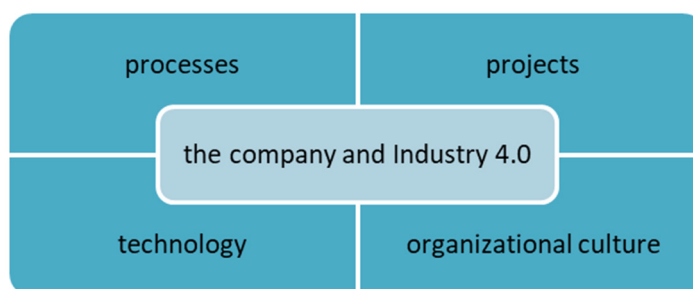 processes
projects
the company and Industry 4.0
technology
organizational culture